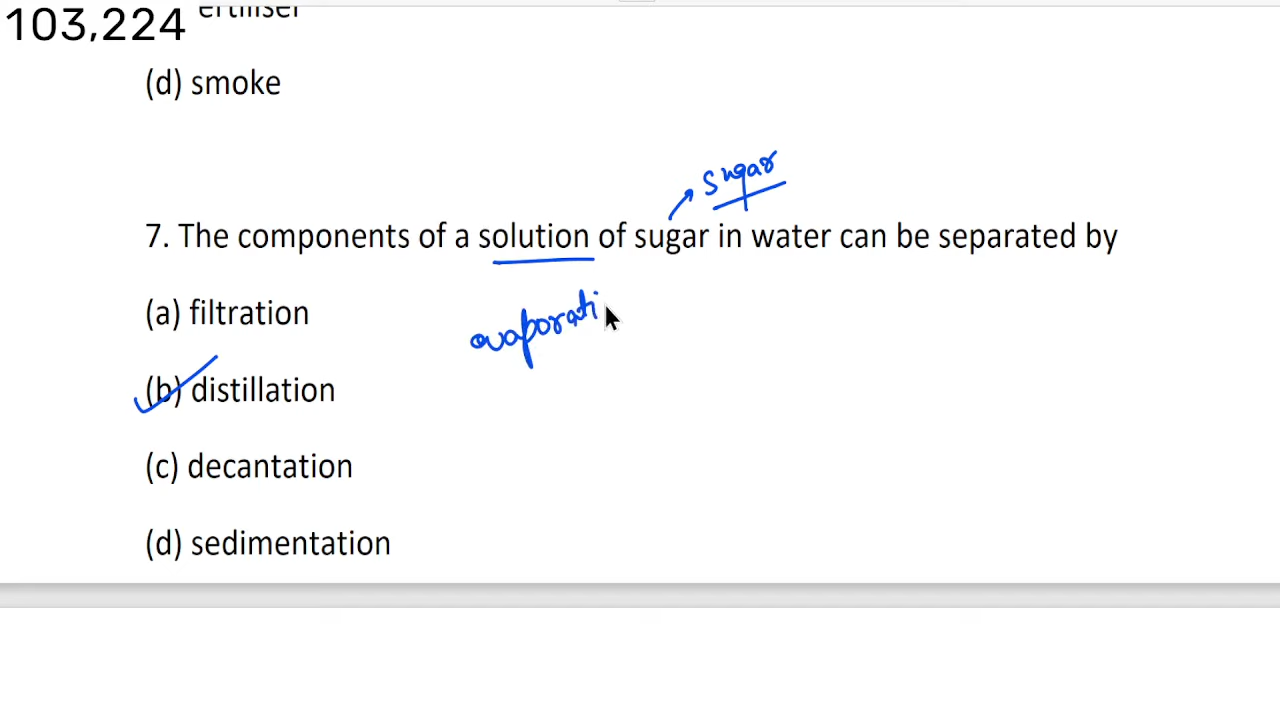 103,224
ertiliser
(d) smoke
sugar
7. The components of a solution of sugar in water can be separated by
(a) filtration
evaporati
(b) distillation
(c) decantation
(d) sedimentation